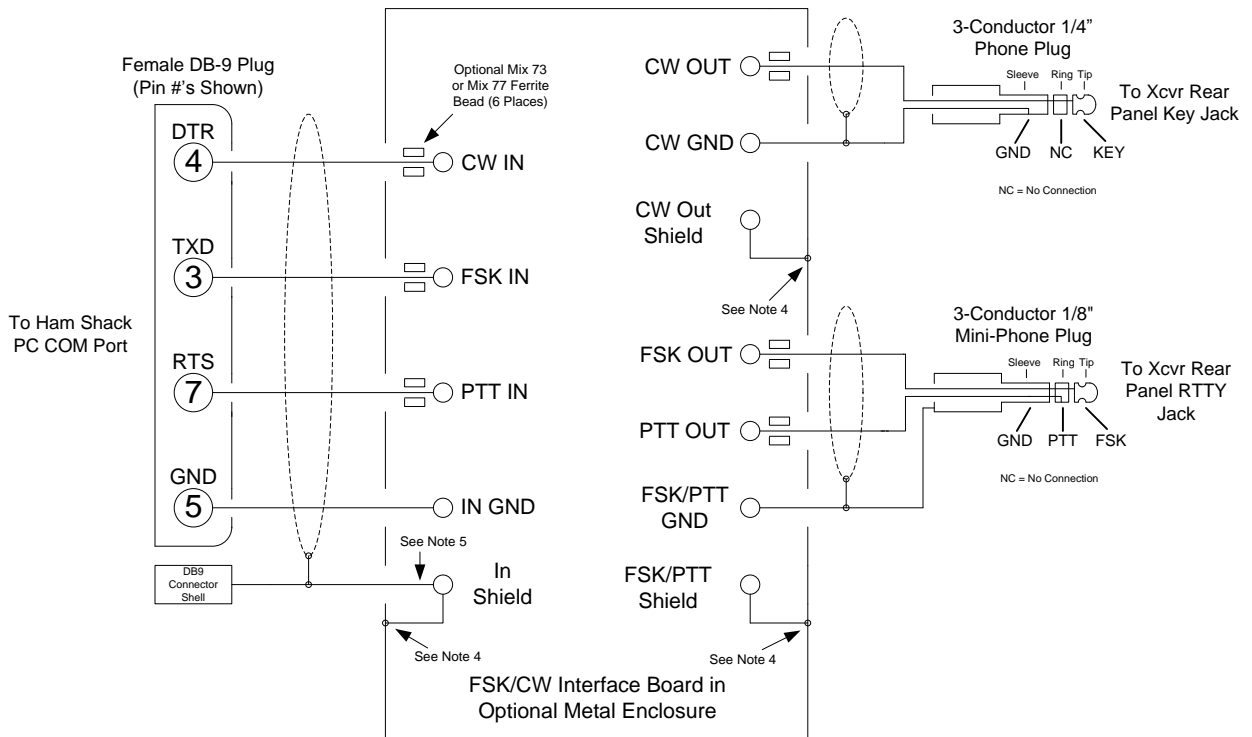 Female DB-9 Plug
(Pin #'s Shown)
DTR
4
TXD
3
RTS
7
GND
5
To Ham Shack
PC COM Port
DB9
Connector
Shell
Optional Mix 73
or Mix 77 Ferrite
Bead (6 Places)
CW IN
FSK IN
PTT IN
IN GND
See Note 5
In
Shield
See Note 4
CW OUT
CW GND
CW Out
Shield
See Note 4
FSK OUT
PTT OUT
FSK/PTT
GND
FSK/PTT
Shield
See Note 4
FSK/CW Interface Board in
Optional Metal Enclosure
3-Conductor 1/4”
Phone Plug
Sleeve Ring Tip
GND NC KEY
NC = No Connection
To Xcvr Rear
Panel Key Jack
3-Conductor 1/8"
Mini-Phone Plug
Sleeve Ring Tip
GND PTT FSK
NC = No Connection
To Xcvr Rear
Panel RTTY
Jack